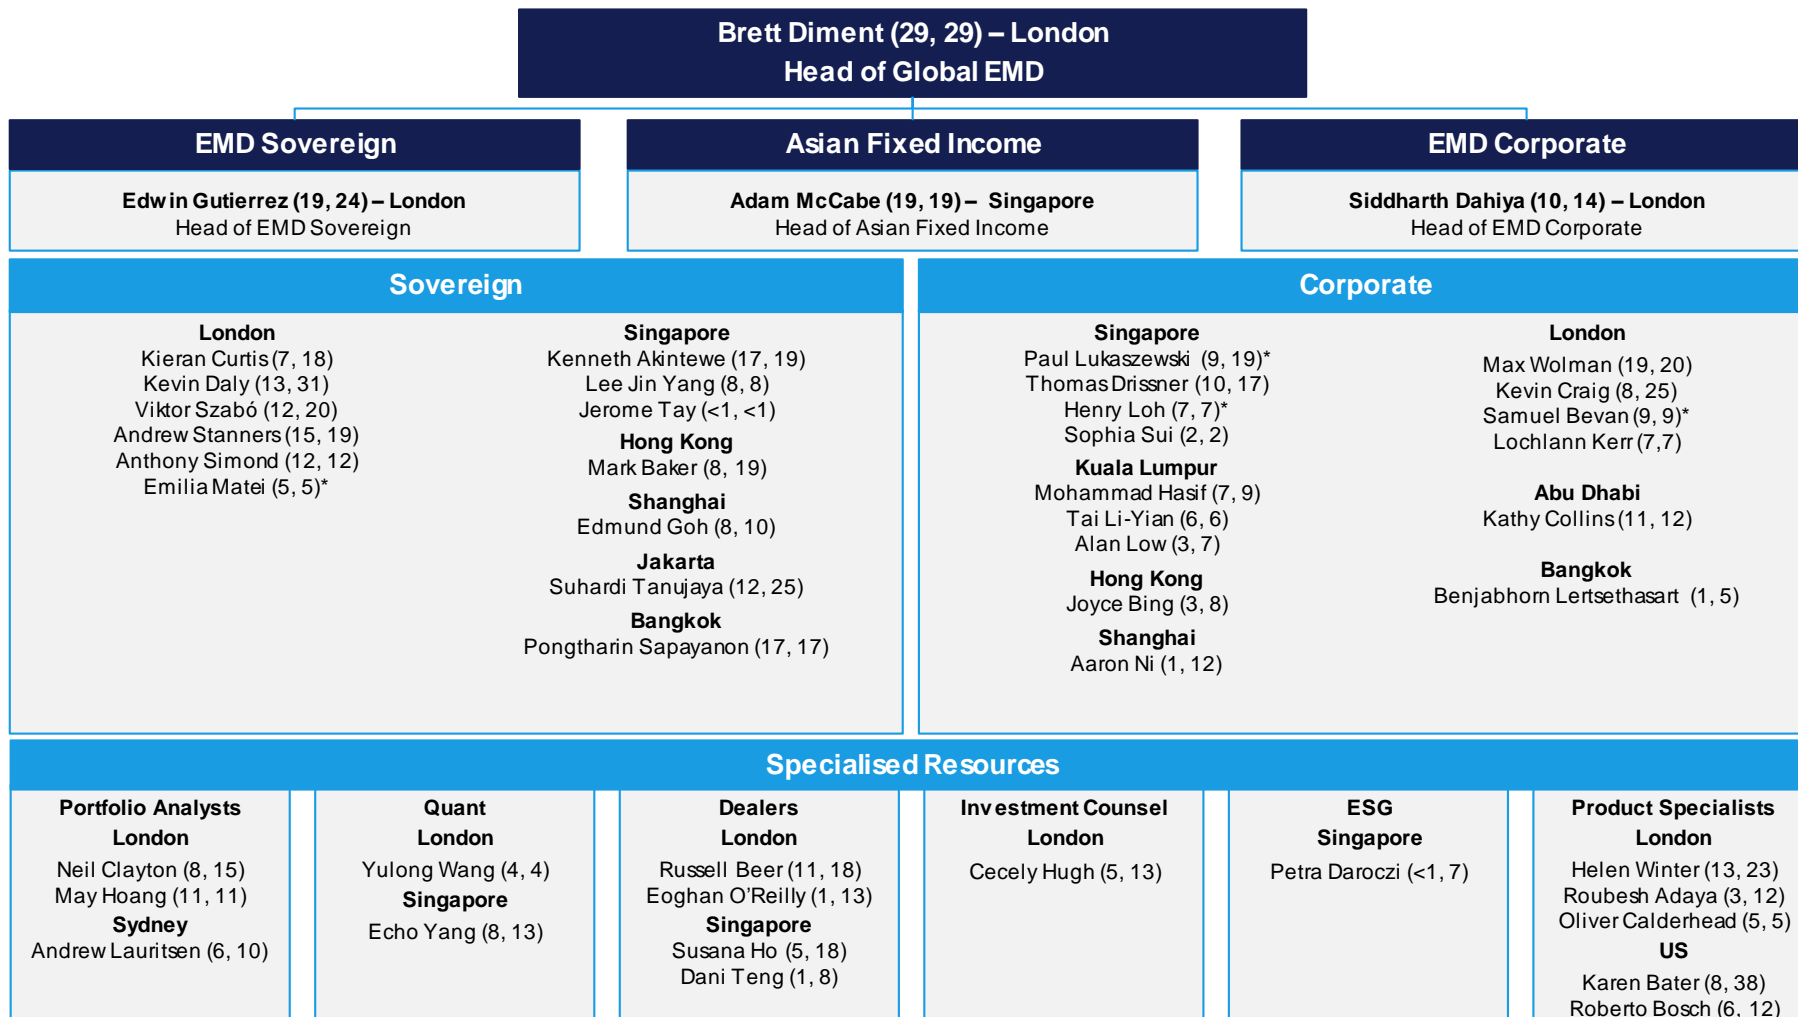 Brett Diment (29, 29) – London
Head of Global EMD
EMD Sovereign
Edwin Gutierrez (19, 24) – London
Head of EMD Sovereign
Asian Fixed Income
Adam McCabe (19, 19) – Singapore
Head of Asian Fixed Income
EMD Corporate
Siddharth Dahiya (10, 14) – London
Head of EMD Corporate
Sovereign
London
Kieran Curtis (7, 18)
Kevin Daly (13, 31)
Viktor Szabó (12, 20)
Andrew Stanners (15, 19)
Anthony Simond (12, 12)
Emilia Matei (5, 5)*
Singapore
Kenneth Akintewe (17, 19)
Lee Jin Yang (8, 8)
Jerome Tay (<1, <1)
Hong Kong
Mark Baker (8, 19)
Shanghai
Edmund Goh (8, 10)
Jakarta
Suhardi Tanujaya (12, 25)
Bangkok
Pongtharin Sapayanon (17, 17)
Corporate
Singapore
Paul Lukaszewski (9, 19)*
Thomas Drissner (10, 17)
Henry Loh (7, 7)*
Sophia Sui (2, 2)
Kuala Lumpur
Mohammad Hasif (7, 9)
Tai Li-Yian (6, 6)
Alan Low (3, 7)
Hong Kong
Joyce Bing (3, 8)
Shanghai
Aaron Ni (1, 12)
London
Max Wolman (19, 20)
Kevin Craig (8, 25)
Samuel Bevan (9, 9)*
Lochlann Kerr (7,7)
Abu Dhabi
Kathy Collins (11, 12)
Bangkok
Benjabhorn Lertsethasart (1, 5)
Specialised Resources
Portfolio Analysts
London
Neil Clayton (8, 15)
May Hoang (11, 11)
Sydney
Andrew Lauritsen (6, 10)
Quant
London
Yulong Wang (4, 4)
Singapore
Echo Yang (8, 13)
Dealers
London
Russell Beer (11, 18)
Eoghan O'Reilly (1, 13)
Singapore
Susana Ho (5, 18)
Dani Teng (1, 8)
Investment Counsel
London
Cecely Hugh (5, 13)
ESG
Singapore
Petra Daroczi (<1, 7)
Product Specialists
London
Helen Winter (13, 23)
Roubesh Adaya (3, 12)
Oliver Calderhead (5, 5)
US
Karen Bater (8, 38)
Roberto Bosch (6, 12)